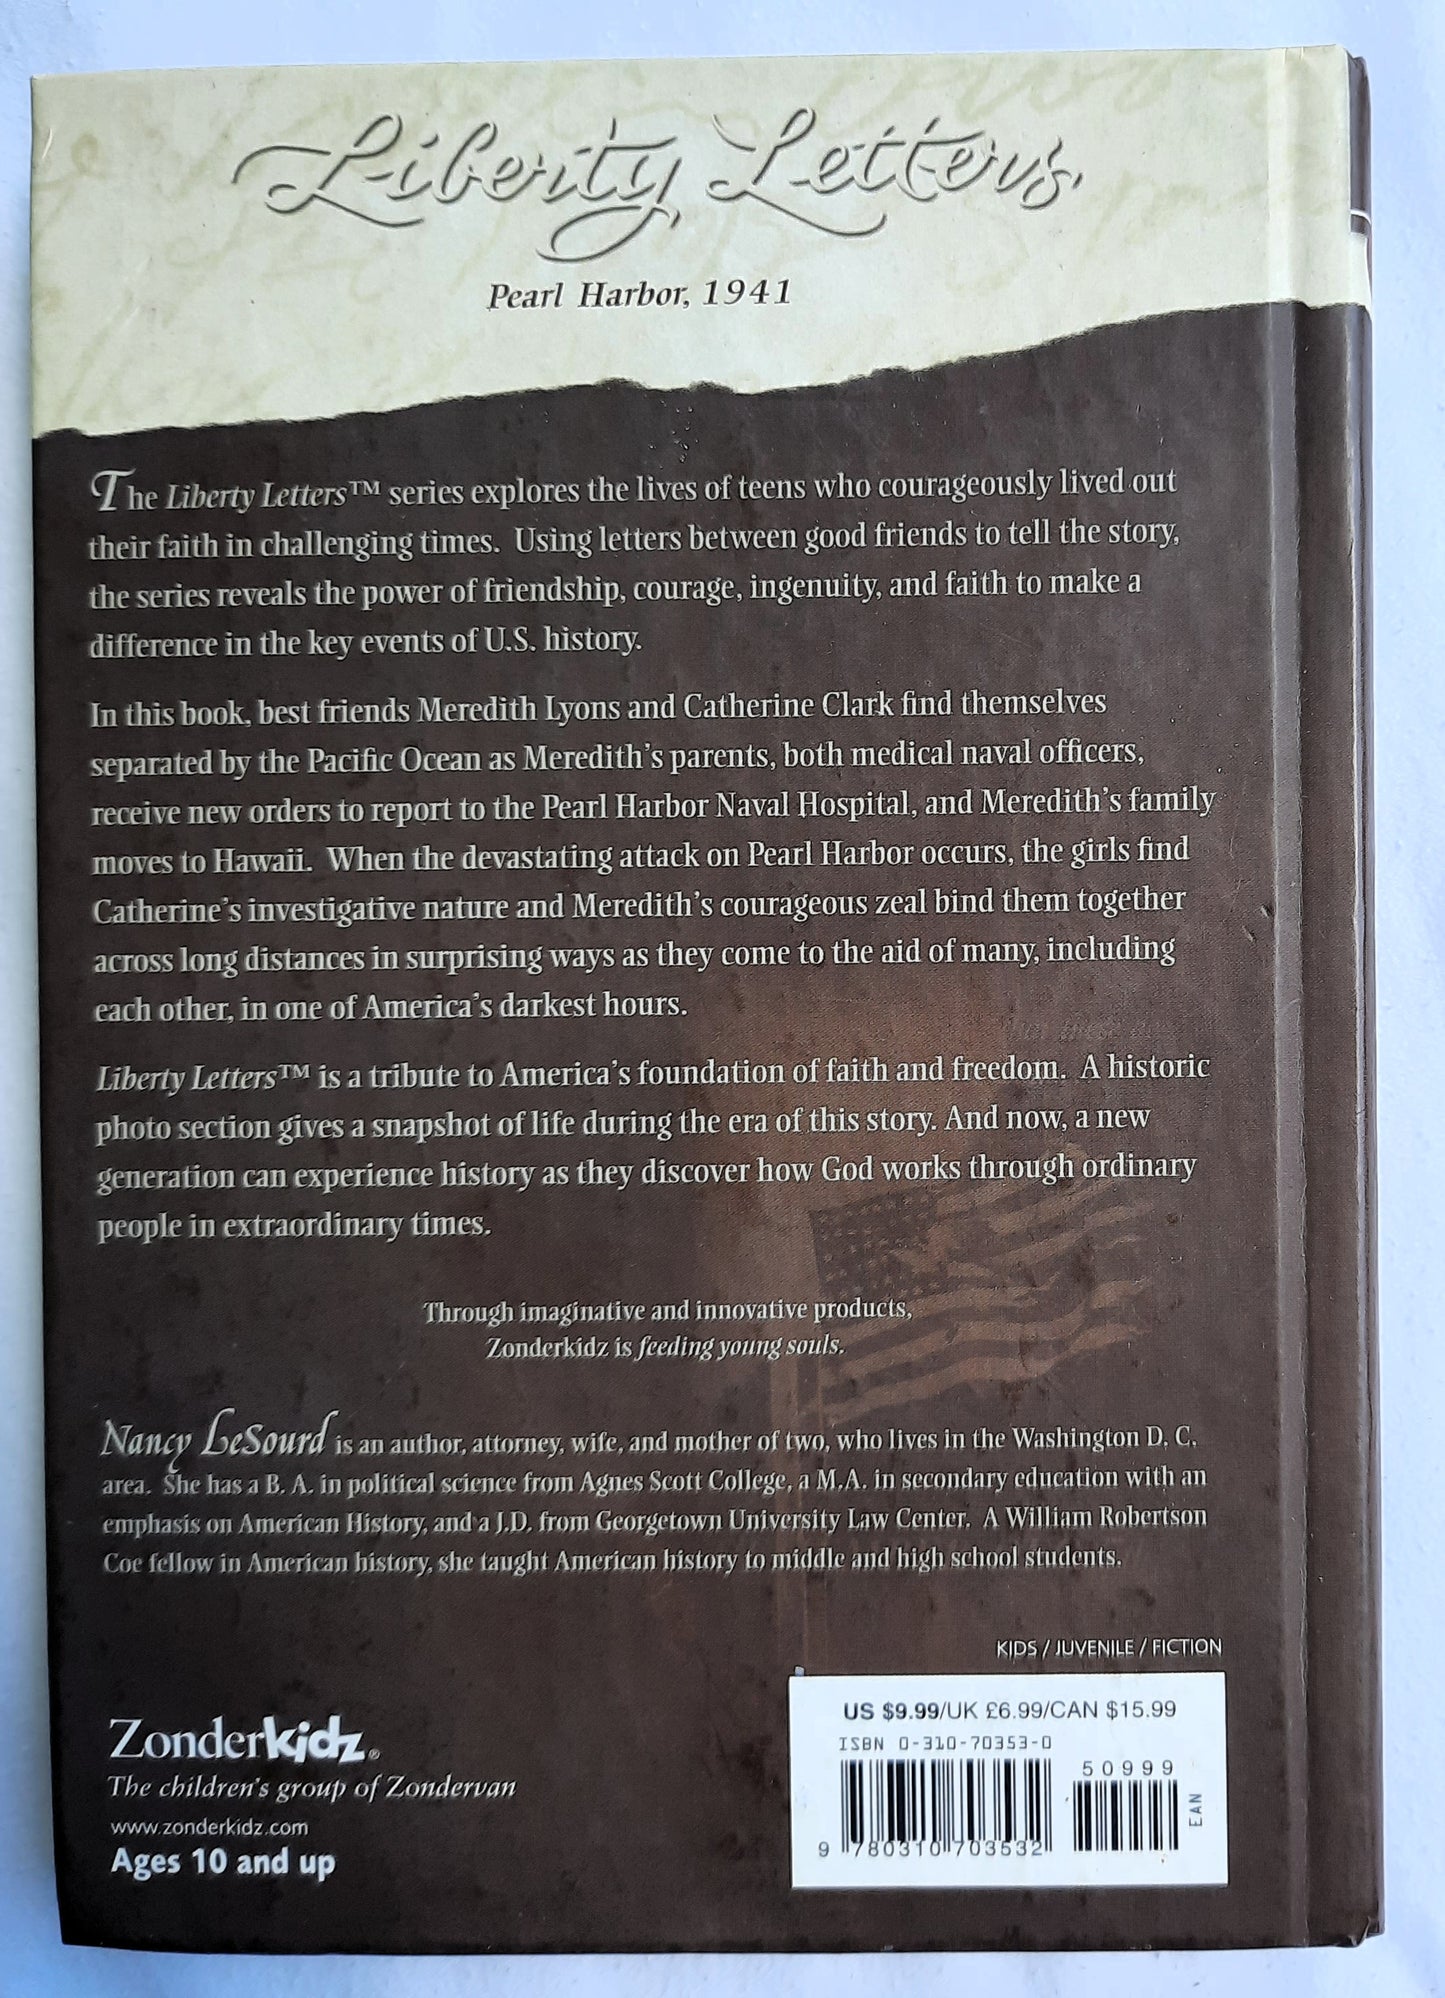 Liberty Letters
Pearl Harbor, 1941
The Liberty Letters™ series explores the lives of teens who courageously lived out
their faith in challenging times. Using letters between good friends to tell the story,
the series reveals the power of friendship, courage, ingenuity, and faith to make a
difference in the key events of U.S. history.
In this book, best friends Meredith Lyons and Catherine Clark find themselves
separated by the Pacific Ocean as Meredith's parents, both medical naval officers,
receive new orders to report to the Pearl Harbor Naval Hospital, and Meredith's family
moves to Hawaii. When the devastating attack on Pearl Harbor occurs, the girls find
Catherine's investigative nature and Meredith's courageous zeal bind them together
across long distances in surprising ways as they come to the aid of many, including
each other, in one of America's darkest hours.
Liberty Letters™ is a tribute to America's foundation of faith and freedom. A historic
photo section gives a snapshot of life during the era of this story. And now, a new
generation can experience history as they discover how God works through ordinary
people in extraordinary times.
Through imaginative and innovative products,
Zonderkidz is feeding young souls.
Nancy LeSourd is an author, attorney, wife, and mother of two, who lives in the Washington D. C.
area. She has a B. A. in political science from Agnes Scott College, a M.A. in secondary education with an
emphasis on American History, and a J.D. from Georgetown University Law Center. A William Robertson
Coe fellow in American history, she taught American history to middle and high school students.
KIDS / JUVENILE / FICTION
US $9.99/UK £6.99/CAN $15.99
ISBN 0-310-70353-0
50999
EAN
9 780310 703532
Zonderkidz®
The children's group of Zondervan
www.zonderkidz.com
Ages 10 and up